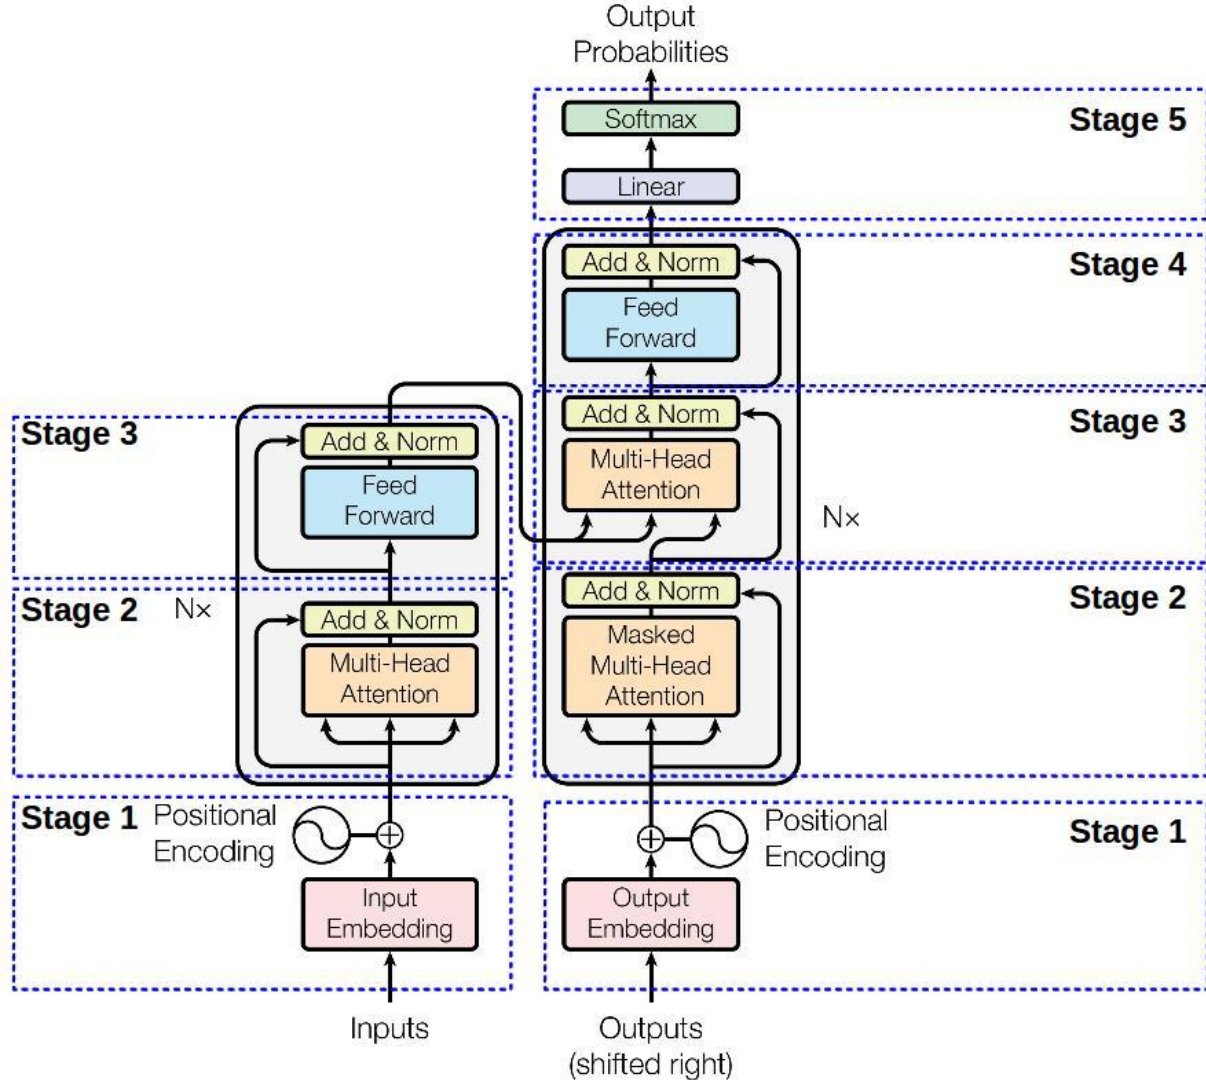 Output
Probabilities
Softmax
Stage 5
Linear
Add & Norm
Stage 4
Feed
Forward
Add & Norm
Stage 3
Multi-Head
Attention
N×
Add & Norm
Stage 2
Masked
Multi-Head
Attention
Stage 3
Add & Norm
Feed
Forward
Stage 2
N×
Add & Norm
Multi-Head
Attention
Stage 1
Positional
Encoding
Input
Embedding
Inputs
Stage 1
Positional
Encoding
Output
Embedding
Outputs
(shifted right)